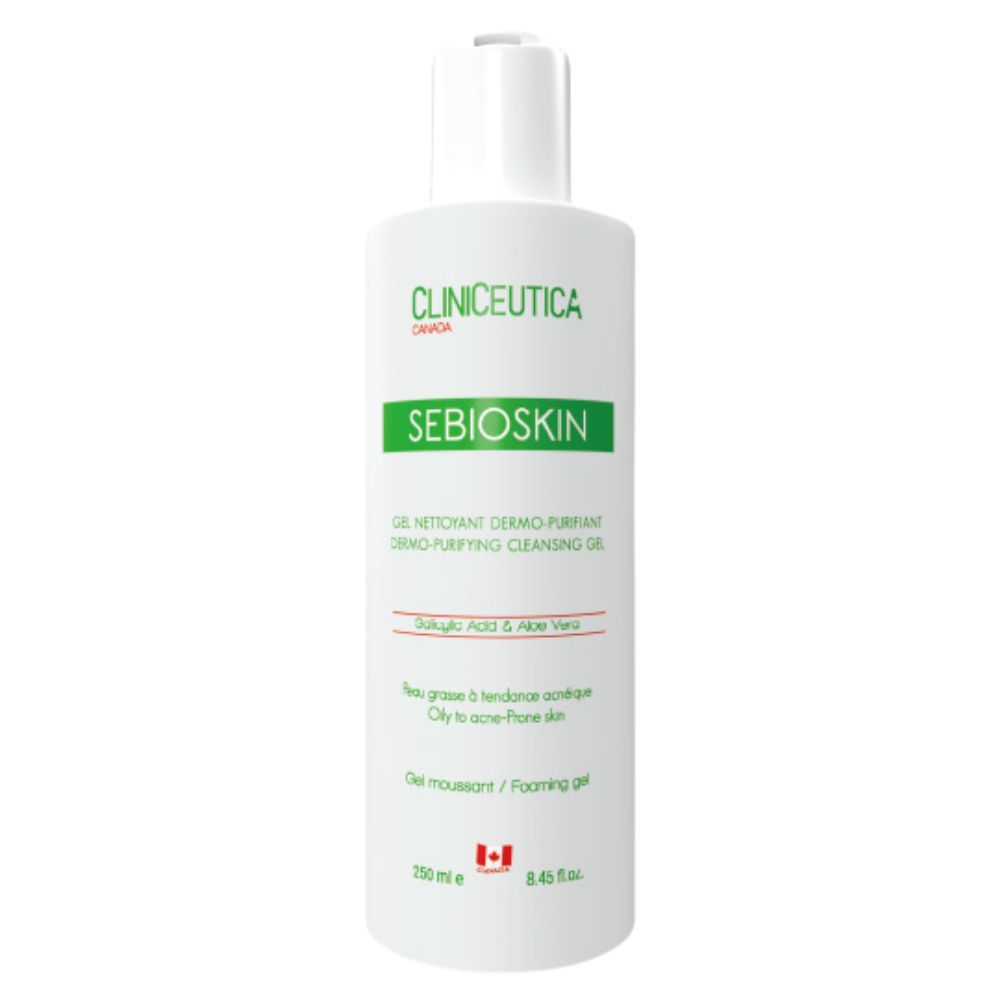 CLINICEUTICA
CANADA
SEBIOSKIN
GEL NETTOYANT DERMO-PURIFIANT
DERMO-PURIFYING CLEANSING GEL
Salicylic Acid & Aloe Vera
Peau grasse à tendance acnéique
Oily to acne-Prone skin
Gel moussant / Foaming gel
CANADA
250 ml e 8.45 fl.oz.